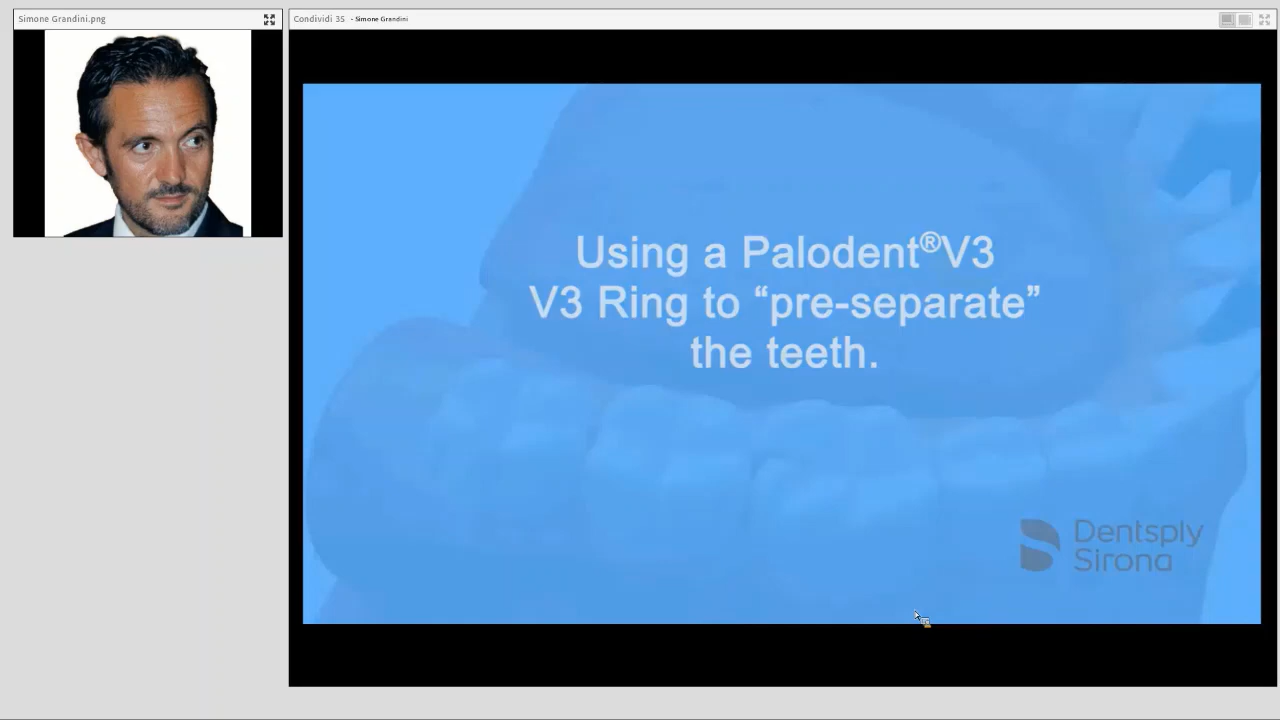 Simone Grandini.png
Condividi 35 - Simone Grandini
Using a Palodent®V3
V3 Ring to “pre-separate”
the teeth.
Dentsply
Sirona